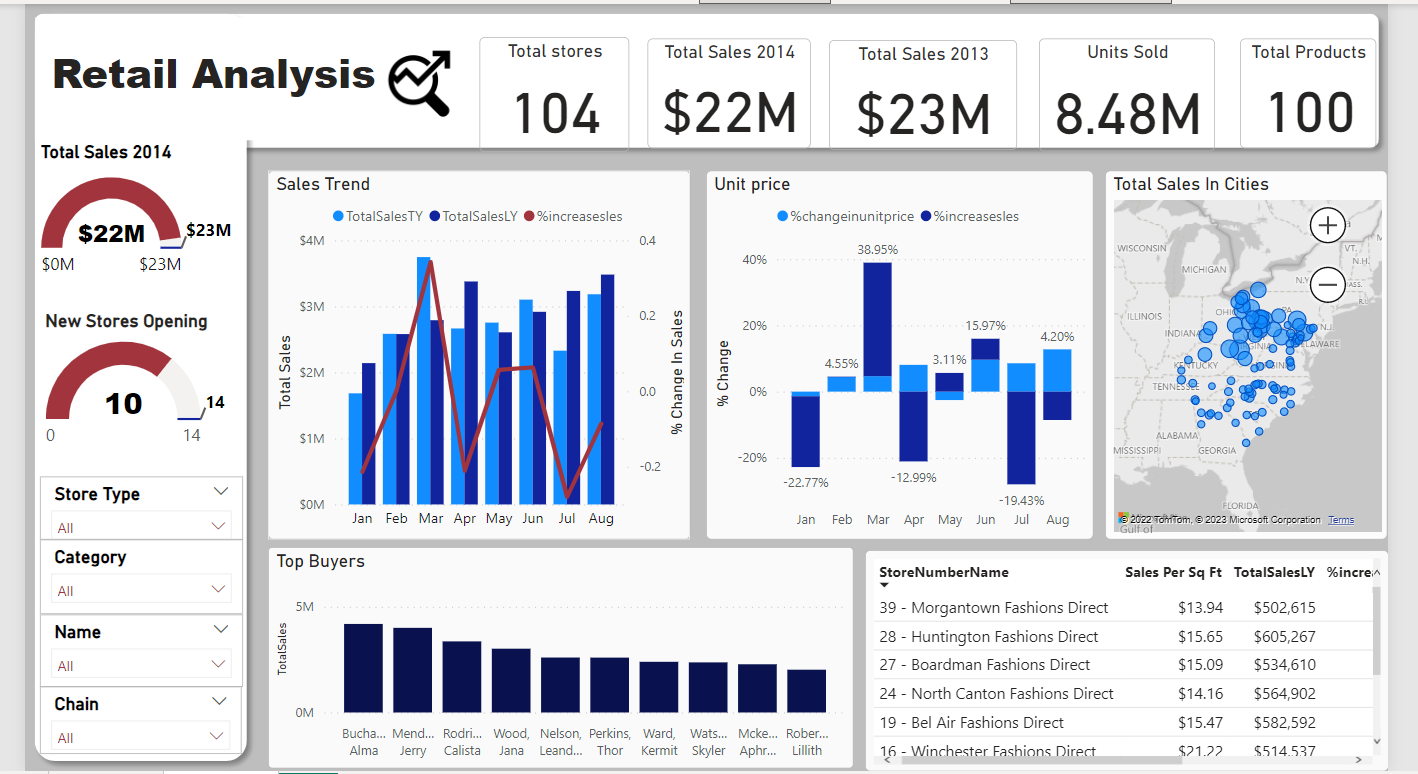 Retail Analysis
Total stores
104
Total Sales 2014
$22M
Total Sales 2013
$23M
Units Sold
8.48M
Total Products
100
Total Sales 2014
$22M
$23M
$0M
$23M
New Stores Opening
10
14
0
14
Store Type
All
Category
All
Name
All
Chain
All
Sales Trend
TotalSalesTY TotalSalesLY %increasesles
Total Sales
$4M
$3M
$2M
$1M
$0M
0.4
0.2
0.0
-0.2
% Change In Sales
Jan Feb Mar Apr May Jun Jul Aug
Unit price
%changeinunitprice %increasesles
% Change
40%
20%
0%
-20%
-22.77%
4.55%
38.95%
-12.99%
3.11%
15.97%
-19.43%
4.20%
Jan Feb Mar Apr May Jun Jul Aug
Total Sales In Cities
+
−
WISCONSIN
MICHIGAN
VT.
N.H.
N.Y.
ASS.
R.I.
ILLINOIS
INDIAN
OHI
PA.
N.J.
ELAWARE
GINIA
KENTUCKY
TENNESSEE
ALABAMA
MISSISSIPPI
GEORGIA
FLORIDA
Gulf of
© 2022 TomTom, © 2023 Microsoft Corporation Terms
Top Buyers
TotalSales
5M
0M
Bucha... Mend... Rodri... Wood, Nelson, Perkins, Ward, Wats... Mcke... Rober...
Alma Jerry Calista Jana Leand... Thor Kermit Skyler Aphr... Lillith
StoreNumberName Sales Per Sq Ft TotalSalesLY %increa
39 - Morgantown Fashions Direct $13.94 $502,615
28 - Huntington Fashions Direct $15.65 $605,267
27 - Boardman Fashions Direct $15.09 $534,610
24 - North Canton Fashions Direct $14.16 $564,902
19 - Bel Air Fashions Direct $15.47 $582,592
16 - Winchester Fashions Direct $21.22 $514,537